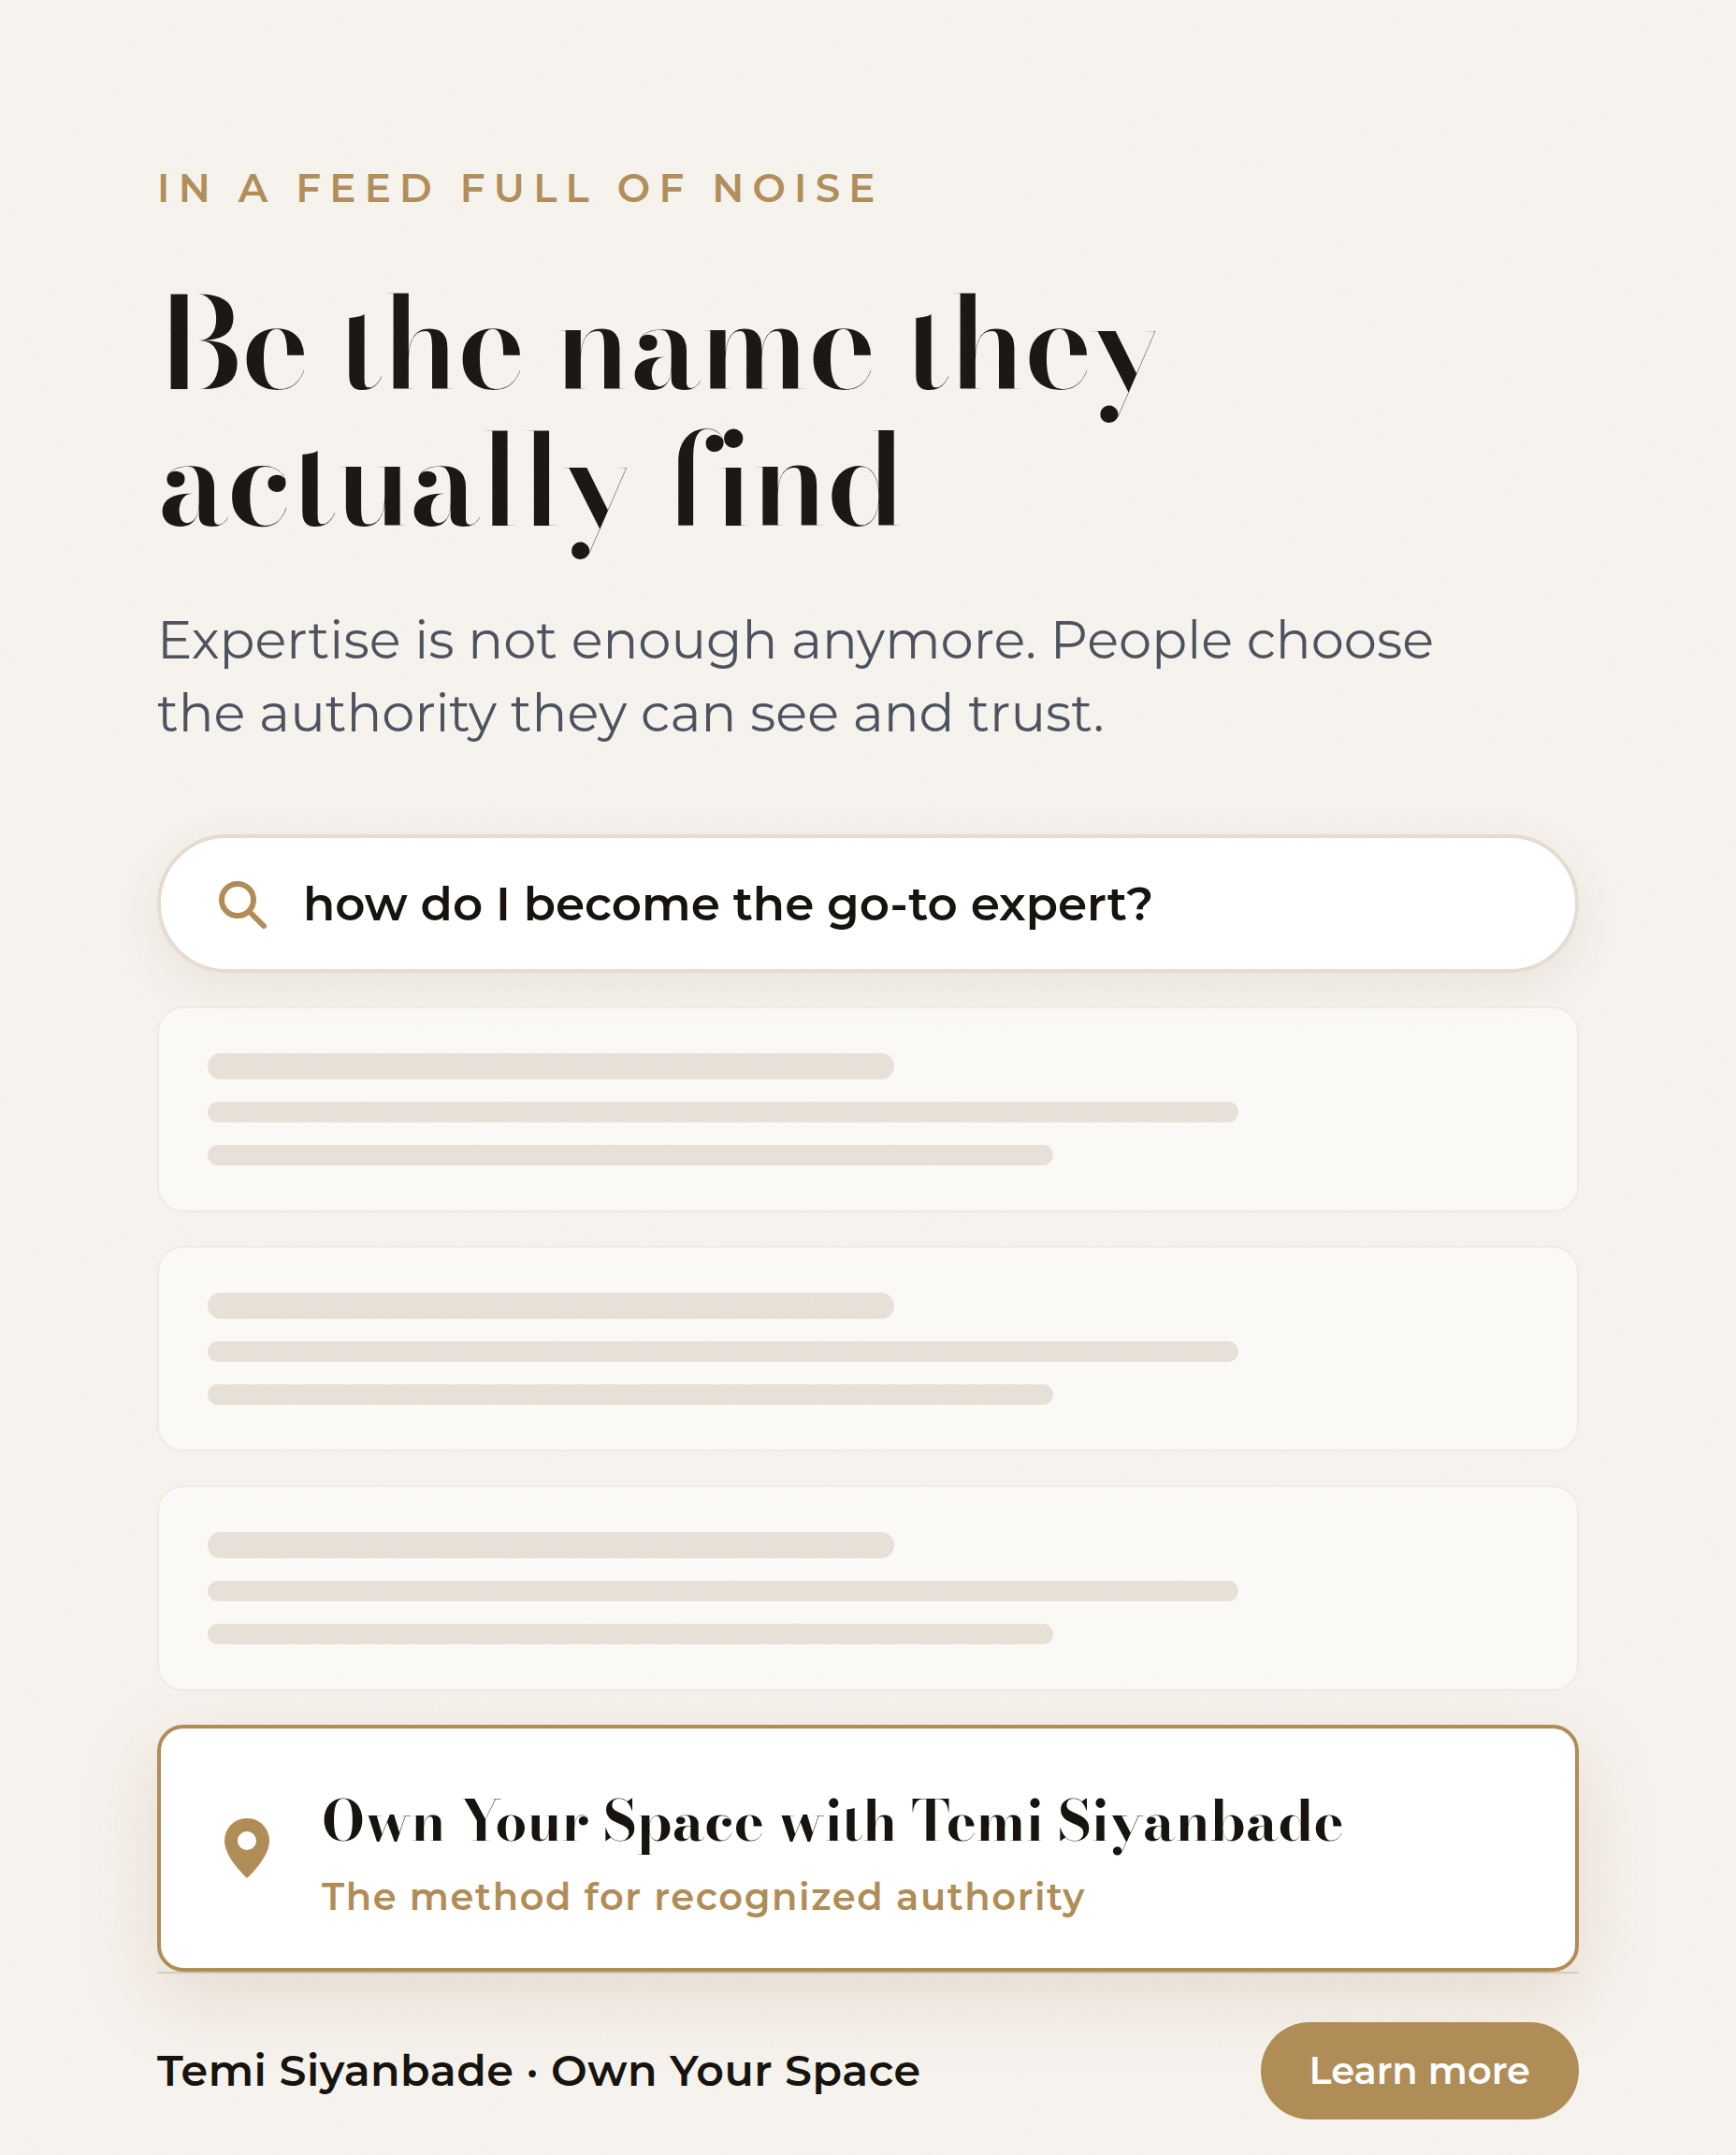 IN A FEED FULL OF NOISE
Be the name they
actually find
Expertise is not enough anymore. People choose
the authority they can see and trust.
how do I become the go-to expert?
Own Your Space with Temi Siyanbade
The method for recognized authority
Temi Siyanbade · Own Your Space
Learn more